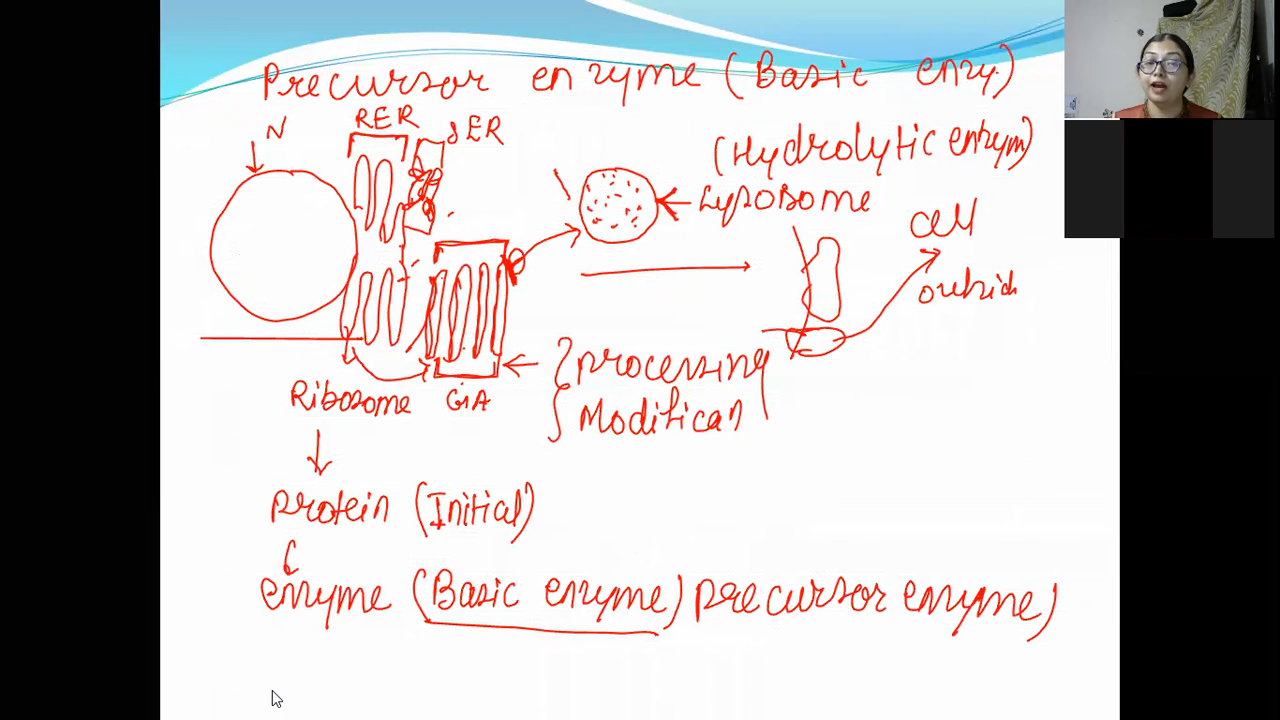 Precursor enzyme (Basic enzy.)
N
RER
SER
(Hydrolytic enzym)
Lysosome
cell
outsid
processing
Modifican
Ribosome
GA
protein (Initial)
enzyme (Basic enzyme) precursor enzyme)